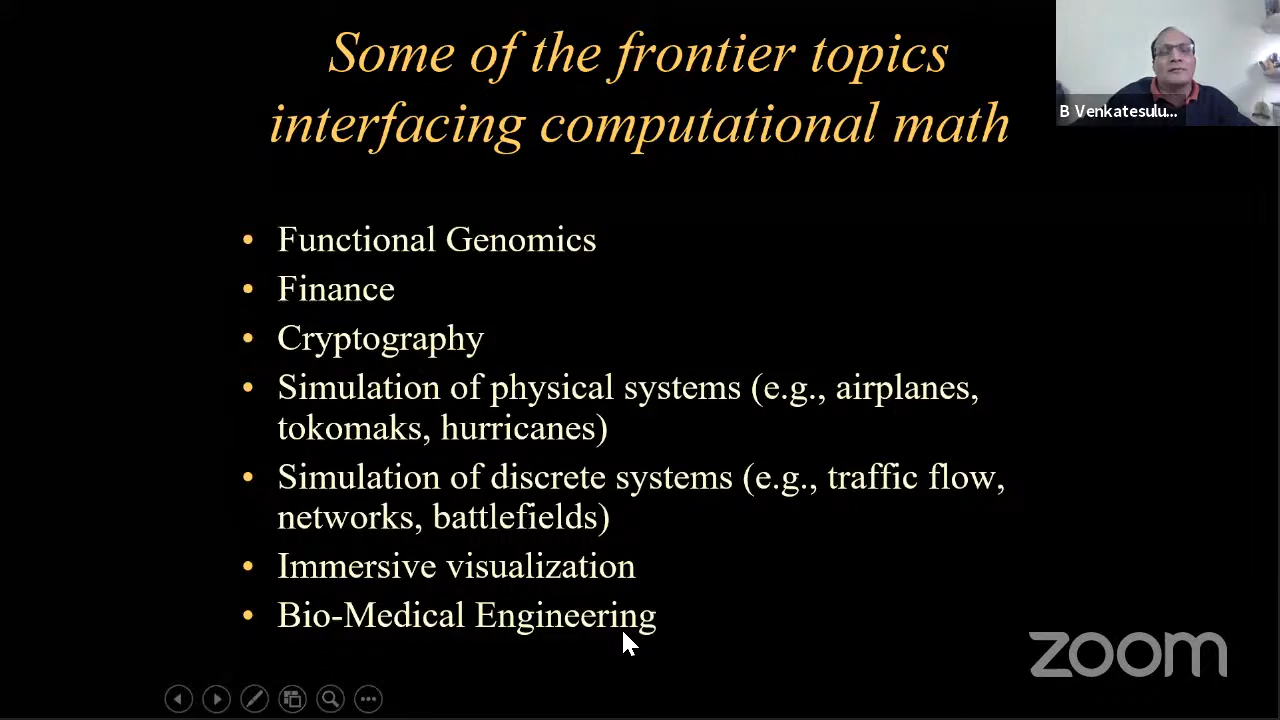 Some of the frontier topics
interfacing computational math
B Venkatesulu...
• Functional Genomics
• Finance
• Cryptography
• Simulation of physical systems (e.g., airplanes,
tokomaks, hurricanes)
• Simulation of discrete systems (e.g., traffic flow,
networks, battlefields)
• Immersive visualization
• Bio-Medical Engineering
zoom